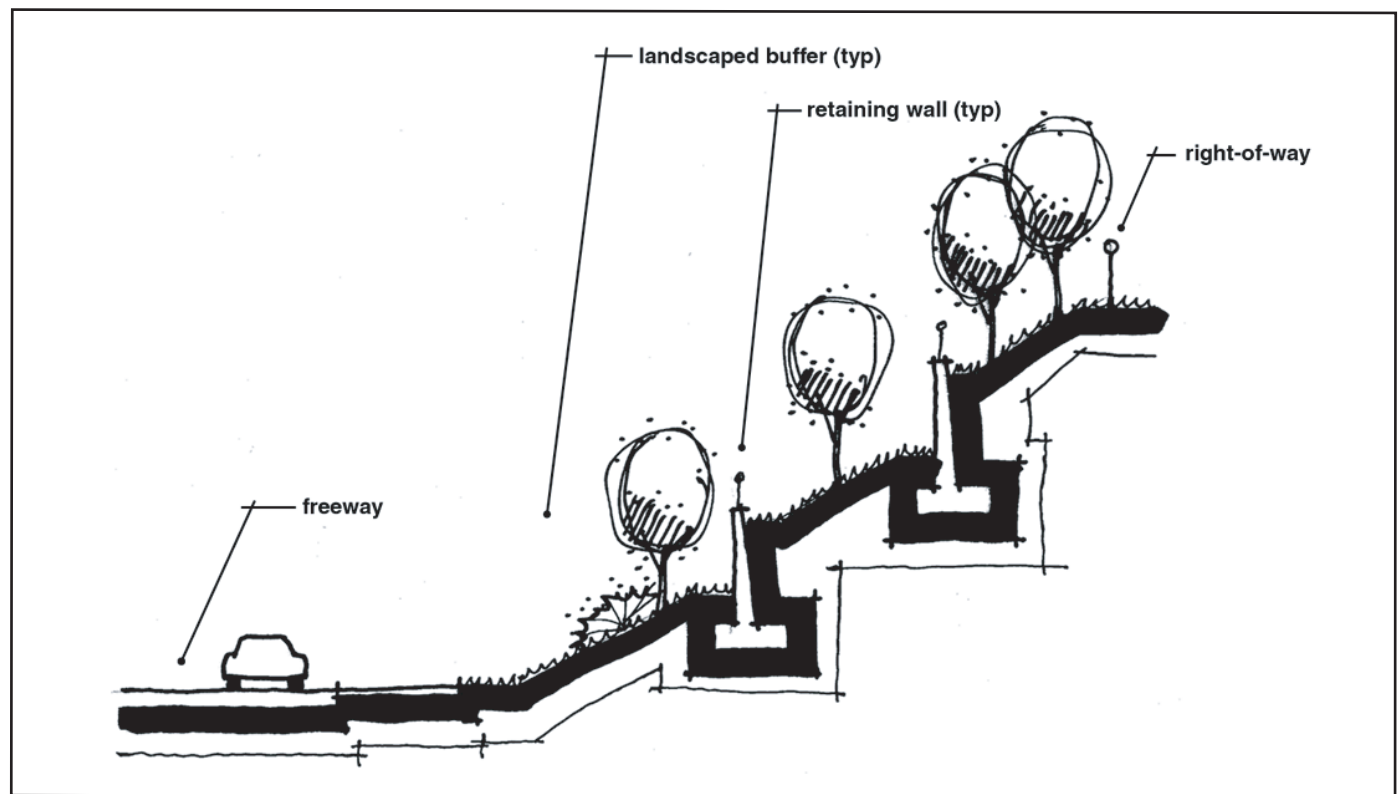 landscaped buffer (typ)
retaining wall (typ)
right-of-way
freeway